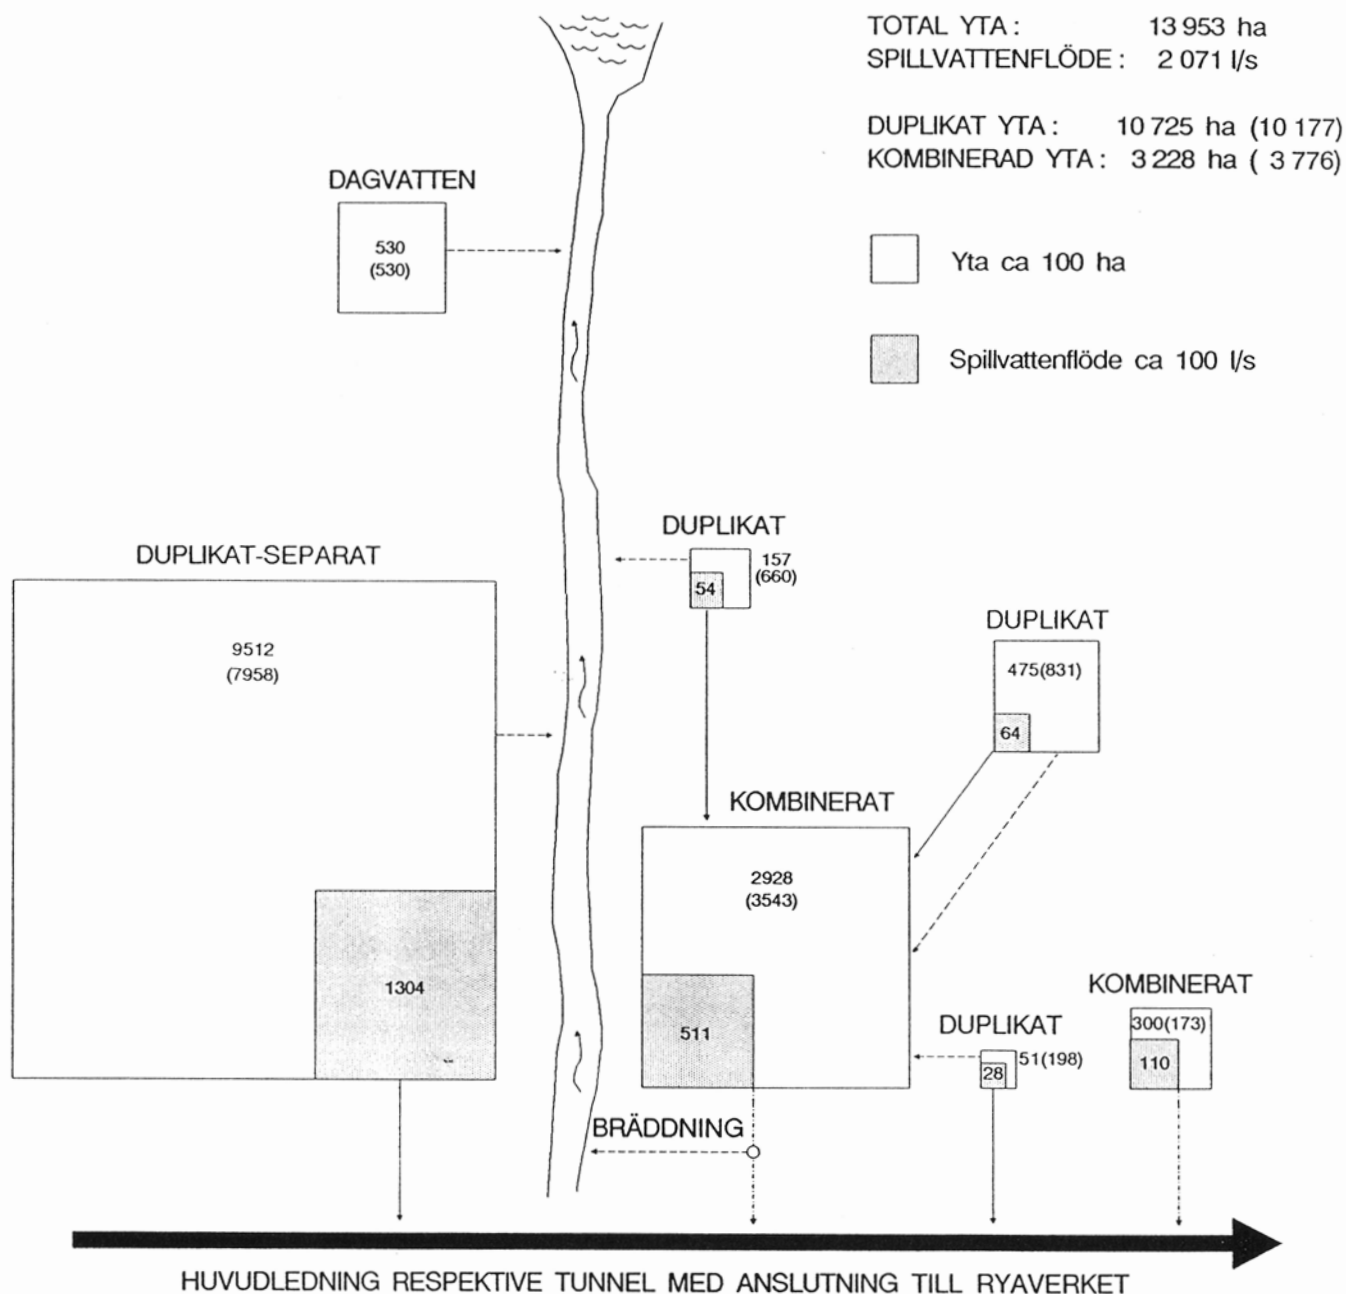 TOTAL YTA : 13 953 ha
SPILLVATTENFLÖDE : 2 071 l/s
DUPLIKAT YTA : 10 725 ha (10 177)
KOMBINERAD YTA : 3 228 ha ( 3 776)
Yta ca 100 ha
Spillvattenflöde ca 100 l/s
DAGVATTEN
530
(530)
DUPLIKAT-SEPARAT
9512
(7958)
1304
DUPLIKAT
157
(660)
54
DUPLIKAT
475(831)
64
KOMBINERAT
2928
(3543)
511
DUPLIKAT
51(198)
28
KOMBINERAT
300(173)
110
BRÄDDNING
HUVUDLEDNING RESPEKTIVE TUNNEL MED ANSLUTNING TILL RYAVERKET